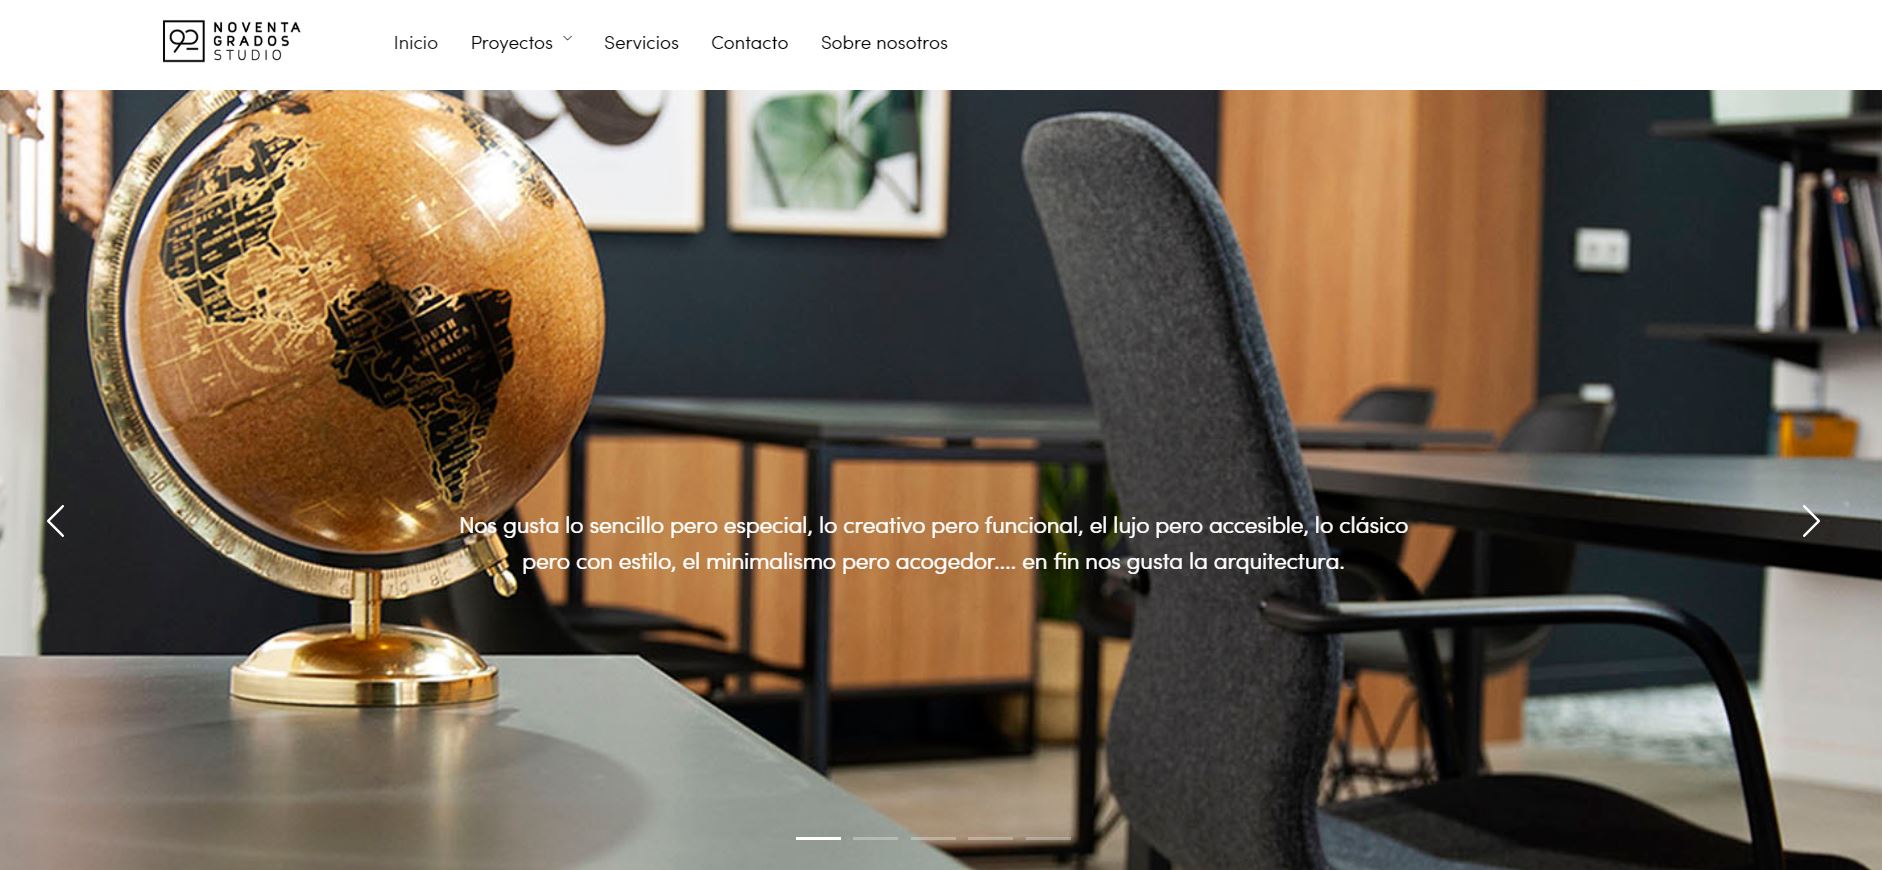 NOVENTA
GRADOS
STUDIO
Inicio
Proyectos
Servicios
Contacto
Sobre nosotros
SOUTH
AMERICA
BRAZIL
Nos gusta lo sencillo pero especial, lo creativo pero funcional, el lujo pero accesible, lo clásico
pero con estilo, el minimalismo pero acogedor.... en fin nos gusta la arquitectura.